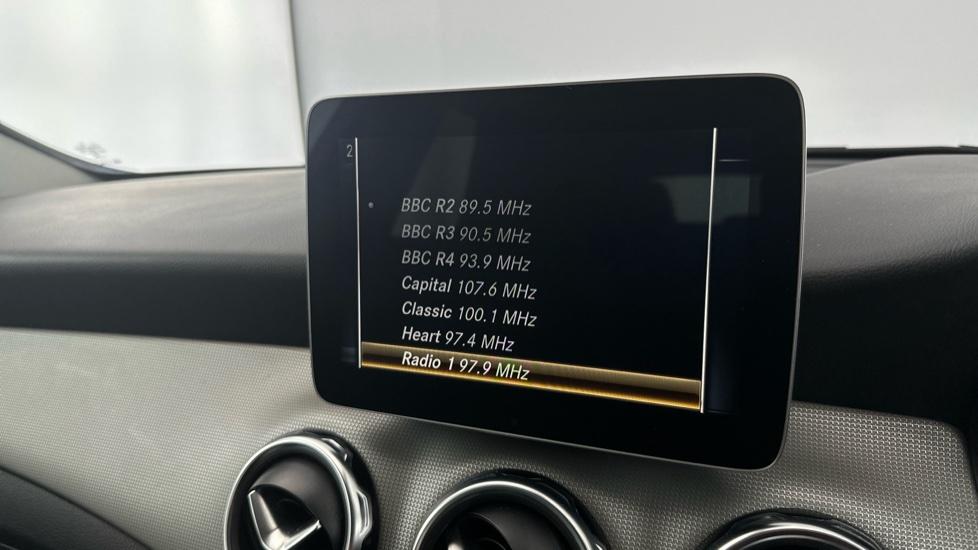 2
BBC R2 89.5 MHz
BBC R3 90.5 MHz
BBC R4 93.9 MHz
Capital 107.6 MHz
Classic 100.1 MHz
Heart 97.4 MHz
Radio 1 97.9 MHz